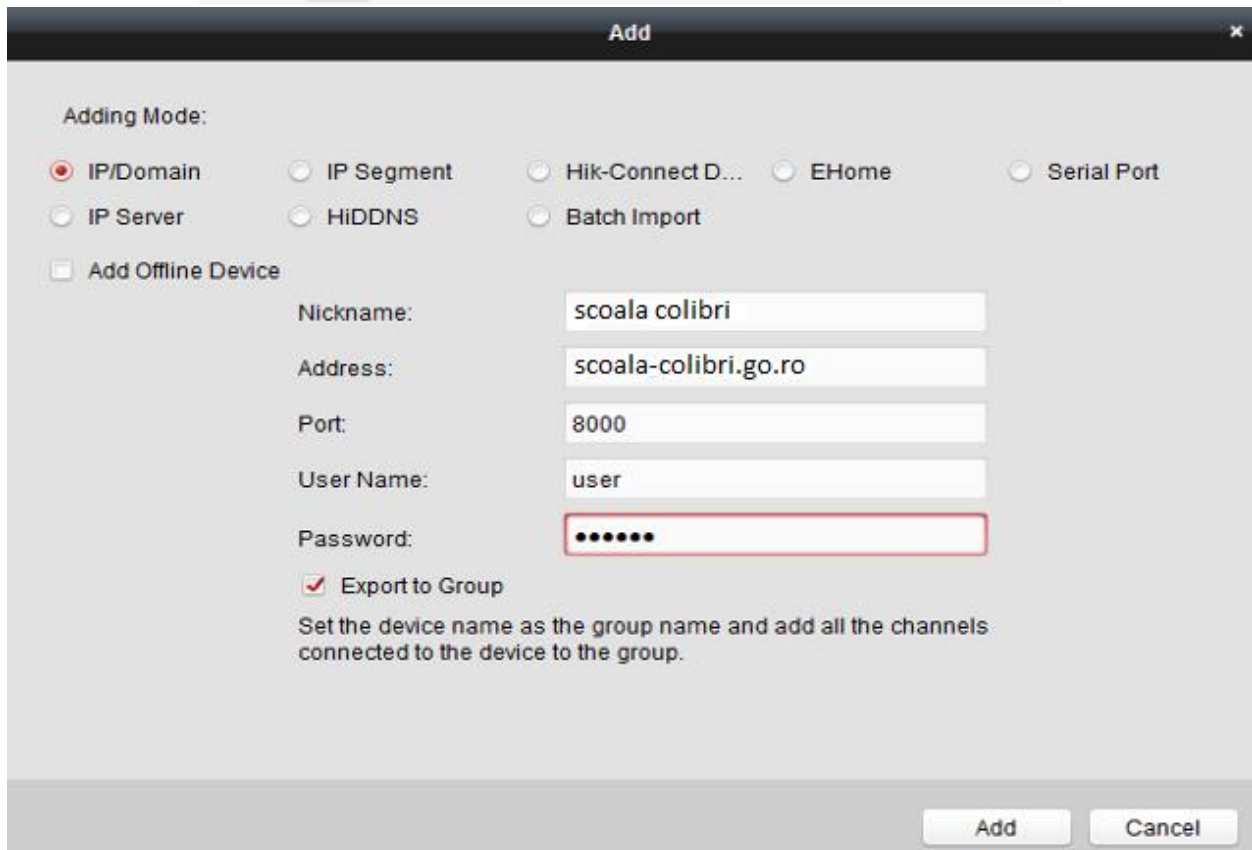 Add
Adding Mode:
IP/Domain IP Segment Hik-Connect D... EHome Serial Port
IP Server HiDDNS Batch Import
Add Offline Device
Nickname: scoala colibri
Address: scoala-colibri.go.ro
Port: 8000
User Name: user
Password: ••••••
Export to Group
Set the device name as the group name and add all the channels
connected to the device to the group.
Add Cancel